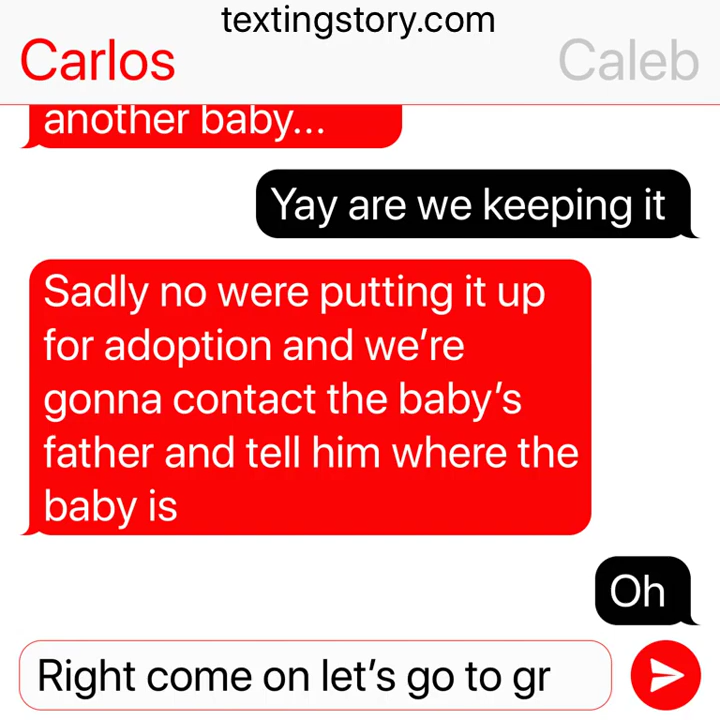 textingstory.com
Carlos
Caleb
another baby...
Yay are we keeping it
Sadly no were putting it up
for adoption and we're
gonna contact the baby's
father and tell him where the
baby is
Oh
Right come on let's go to gr